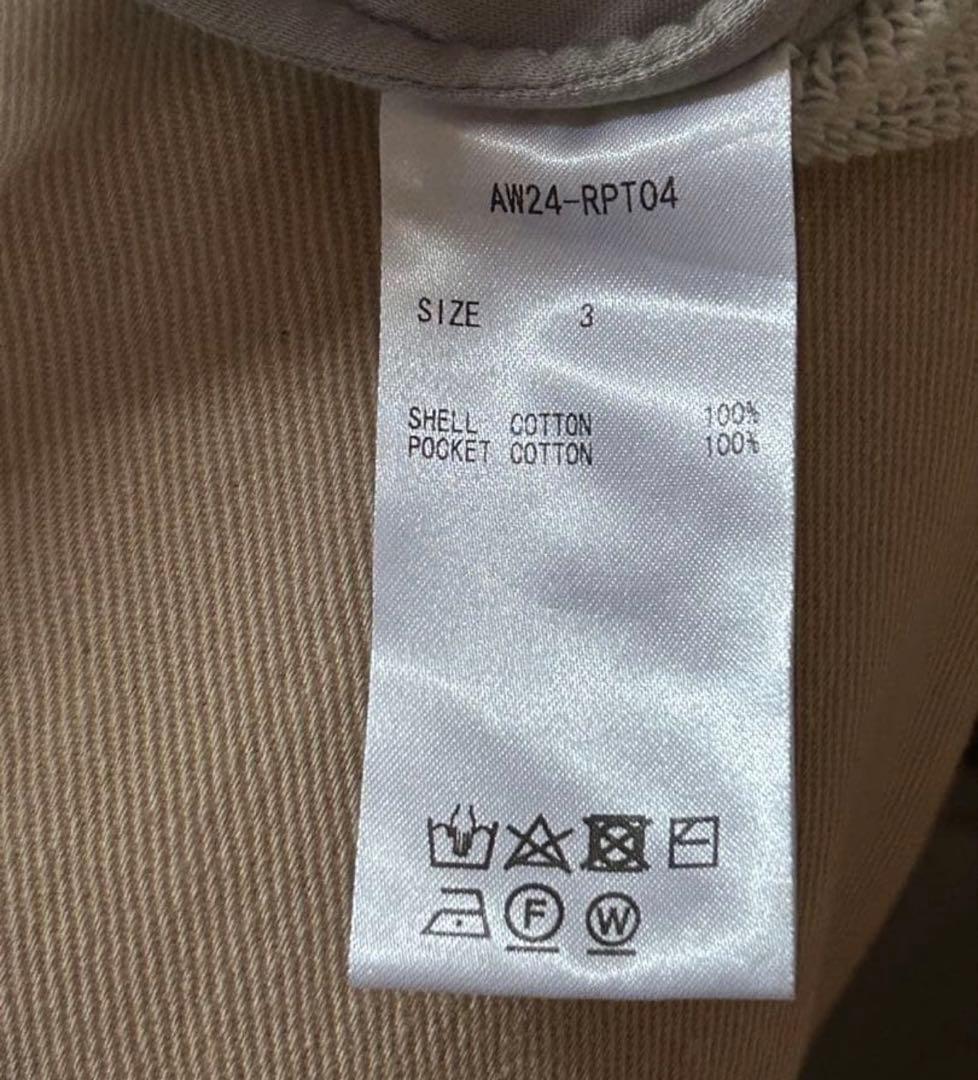 AW24-RPT04
SIZE 3
SHELL COTTON 100%
POCKET COTTON 100%
F W